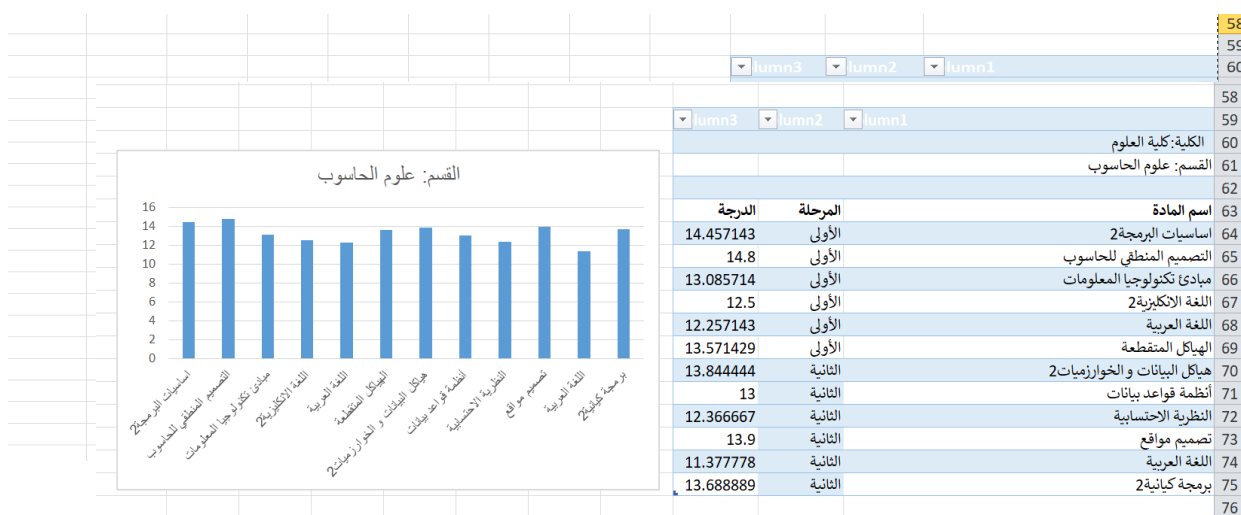 58
59
lumn1 lumn2 lumn3 60
58
lumn1 lumn2 lumn3 59
الكلية:كلية العلوم 60
القسم: علوم الحاسوب 61
62
اسم المادة المرحلة الدرجة 63
اساسيات البرمجة2 الأولى 14.457143 64
التصميم المنطقي للحاسوب الأولى 14.8 65
مبادئ تكنولوجيا المعلومات الأولى 13.085714 66
اللغة الانكليزية2 الأولى 12.5 67
اللغة العربية الأولى 12.257143 68
الهياكل المتقطعة الأولى 13.571429 69
هياكل البيانات و الخوارزميات2 الثانية 13.844444 70
أنظمة قواعد بيانات الثانية 13 71
النظرية الاحتسابية الثانية 12.366667 72
تصميم مواقع الثانية 13.9 73
اللغة العربية الثانية 11.377778 74
برمجة كيانية2 الثانية 13.688889 75
76
القسم: علوم الحاسوب
16
14
12
10
8
6
4
2
0
اساسيات البرمجة2
التصميم المنطقي للحاسوب
مبادئ تكنولوجيا المعلومات
اللغة الانكليزية2
اللغة العربية
الهياكل المتقطعة
هياكل البيانات و الخوارزميات2
أنظمة قواعد بيانات
النظرية الاحتسابية
تصميم مواقع
اللغة العربية
برمجة كيانية2